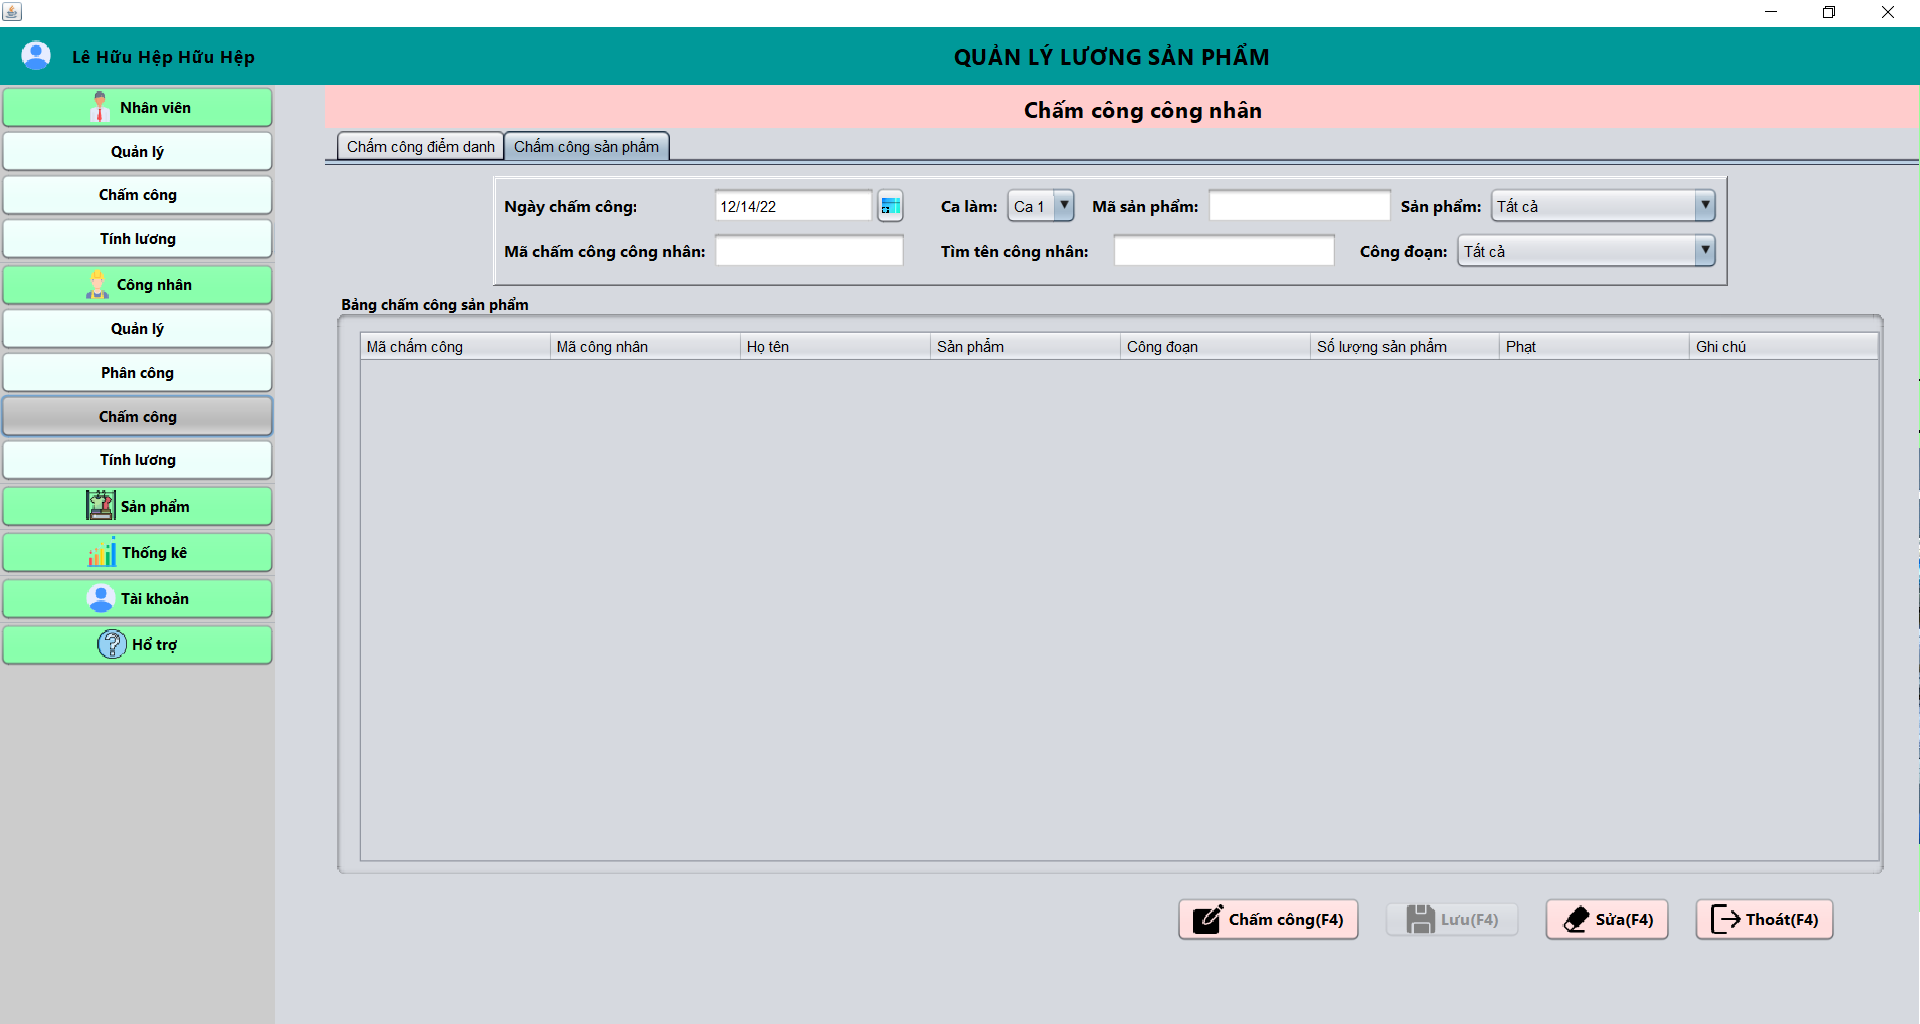 Lê Hữu Hệp Hữu Hệp
QUẢN LÝ LƯƠNG SẢN PHẨM
Nhân viên
Quản lý
Chấm công
Tính lương
Công nhân
Quản lý
Phân công
Chấm công
Tính lương
Sản phẩm
Thống kê
Tài khoản
Hổ trợ
Chấm công công nhân
Chấm công điểm danh Chấm công sản phẩm
Ngày chấm công: 12/14/22 Ca làm: Ca 1 Mã sản phẩm: Sản phẩm: Tất cả
Mã chấm công công nhân: Tìm tên công nhân: Công đoạn: Tất cả
Bảng chấm công sản phẩm
Mã chấm công Mã công nhân Họ tên Sản phẩm Công đoạn Số lượng sản phẩm Phạt Ghi chú
Chấm công(F4) Lưu(F4) Sửa(F4) Thoát(F4)